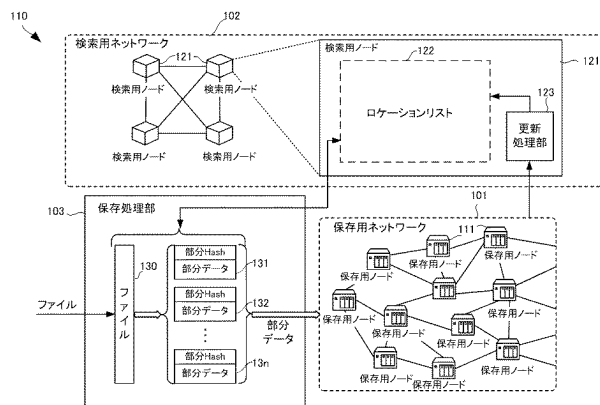 110
102
検索用ネットワーク
121
検索用ノード
検索用ノード
検索用ノード
検索用ノード
検索用ノード
122
121
ロケーションリスト
123
更新
処理部
103
保存処理部
130
ファイル
ファイル
部分Hash
部分データ
131
部分Hash
部分データ
132
⋮
部分Hash
部分データ
13n
部分
データ
101
保存用ネットワーク
111
保存用ノード
保存用ノード
保存用ノード
保存用ノード
保存用ノード
保存用ノード
保存用ノード
保存用ノード
保存用ノード
保存用ノード